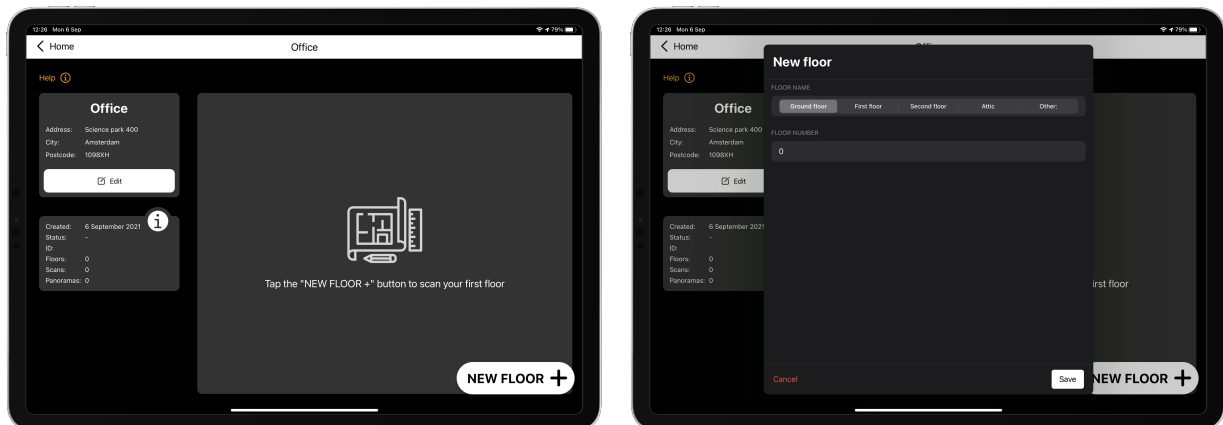 12:26 Mon 6 Sep
79%
Home
Office
Help
Office
Address: Science park 400
City: Amsterdam
Postcode: 1098XH
Edit
Created: 6 September 2021
i
Status: -
ID:
Floors: 0
Scans: 0
Panoramas: 0
Tap the "NEW FLOOR +" button to scan your first floor
NEW FLOOR +
12:26 Mon 6 Sep
79%
Home
Help
Office
Address: Science park 400
City: Amsterdam
Postcode: 1098XH
Edit
Created: 6 September 2021
Status: -
ID:
Floors: 0
Scans: 0
Panoramas: 0
New floor
FLOOR NAME
Ground floor First floor Second floor Attic Other:
FLOOR NUMBER
0
irst floor
Cancel
Save
NEW FLOOR +